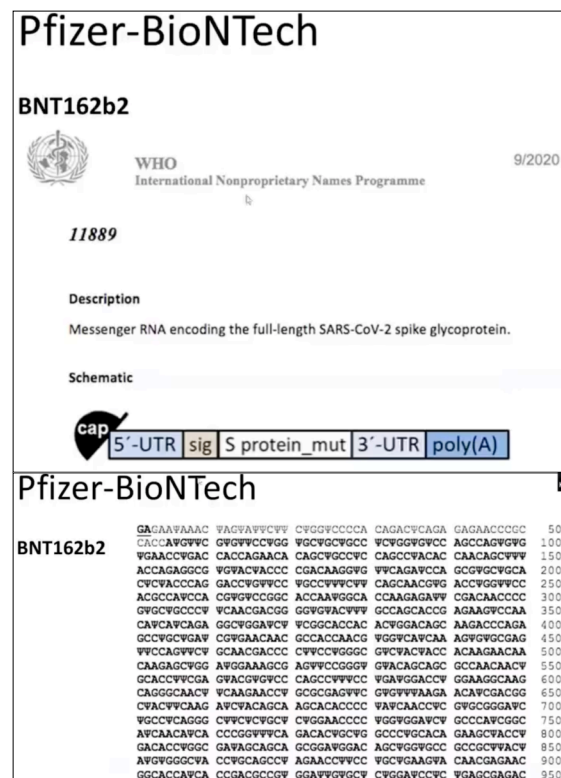 Pfizer-BioNTech
BNT162b2
WHO
9/2020
International Nonproprietary Names Programme
11889
Description
Messenger RNA encoding the full-length SARS-CoV-2 spike glycoprotein.
Schematic
cap 5´-UTR sig S protein_mut 3´-UTR poly(A)
Pfizer-BioNTech
BNT162b2
GAGAAΨAAAC ΨAGΨAΨΨCΨΨ CΨGGΨCCCCA CAGACΨCAGA GAGAACCCGC 50
CACCAΨGΨΨC GΨGΨΨCCΨGG ΨGCΨGCΨGCC ΨCΨGGΨGΨCC AGCCAGΨGΨG 100
ΨGAACCΨGAC CACCAGAACA CAGCΨGCCΨC CAGCCΨACAC CAACAGCΨΨΨ 150
ACCAGAGGCG ΨGΨACΨACCC CGACAAGGΨG ΨΨCAGAΨCCA GCGΨGCΨGCA 200
CΨCΨACCCAG GACCΨGΨΨCC ΨGCCΨΨΨCΨΨ CAGCAACGΨG ACCΨGGΨΨCC 250
ACGCCAΨCCA CGΨGΨCCGGC ACCAAΨGGCA CCAAGAGAΨΨ CGACAACCCC 300
GΨGCΨGCCCΨ ΨCAACGACGG GGΨGΨACΨΨΨ GCCAGCACCG AGAAGΨCCAA 350
CAΨCAΨCAGA GGCΨGGAΨCΨ ΨCGGCACCAC ACΨGGACAGC AAGACCCAGA 400
GCCΨGCΨGAΨ CGΨGAACAAC GCCACCAACG ΨGGΨCAΨCAA AGΨGΨGCGAG 450
ΨΨCCAGΨΨCΨ GCAACGACCC CΨΨCCΨGGGC GΨCΨACΨACC ACAAGAACAA 500
CAAGAGCΨGG AΨGGAAAGCG AGΨΨCCGGGΨ GΨACAGCAGC GCCAACAACΨ 550
GCACCΨΨCGA GΨACGΨGΨCC CAGCCΨΨΨCC ΨGAΨGGACCΨ GGAAGGCAAG 600
CAGGGCAACΨ ΨCAAGAACCΨ GCGCGAGΨΨC GΨGΨΨΨAAGA ACAΨCGACGG 650
CΨACΨΨCAAG AΨCΨACAGCA AGCACACCCC ΨAΨCAACCΨC GΨGCGGGAΨC 700
ΨGCCΨCAGGG CΨΨCΨCΨGCΨ CΨGGAACCCC ΨGGΨGGAΨCΨ GCCCAΨCGGC 750
AΨCAACAΨCA CCCGGΨΨΨCA GACACΨGCΨG GCCCΨGCACA GAAGCΨACCΨ 800
GACACCΨGGC GAΨAGCAGCA GCGGAΨGGAC AGCΨGGΨGCC GCCGCΨΨACΨ 850
AΨGΨGGGCΨA CCΨGCAGCCΨ AGAACCΨΨCC ΨGCΨGAAGΨA CAACGAGAAC 900
GGCACCAΨCA CCGACGCCGΨ GGAΨΨGΨGCΨ CΨGGAΨCCΨC ΨGAGCGAGAC 950